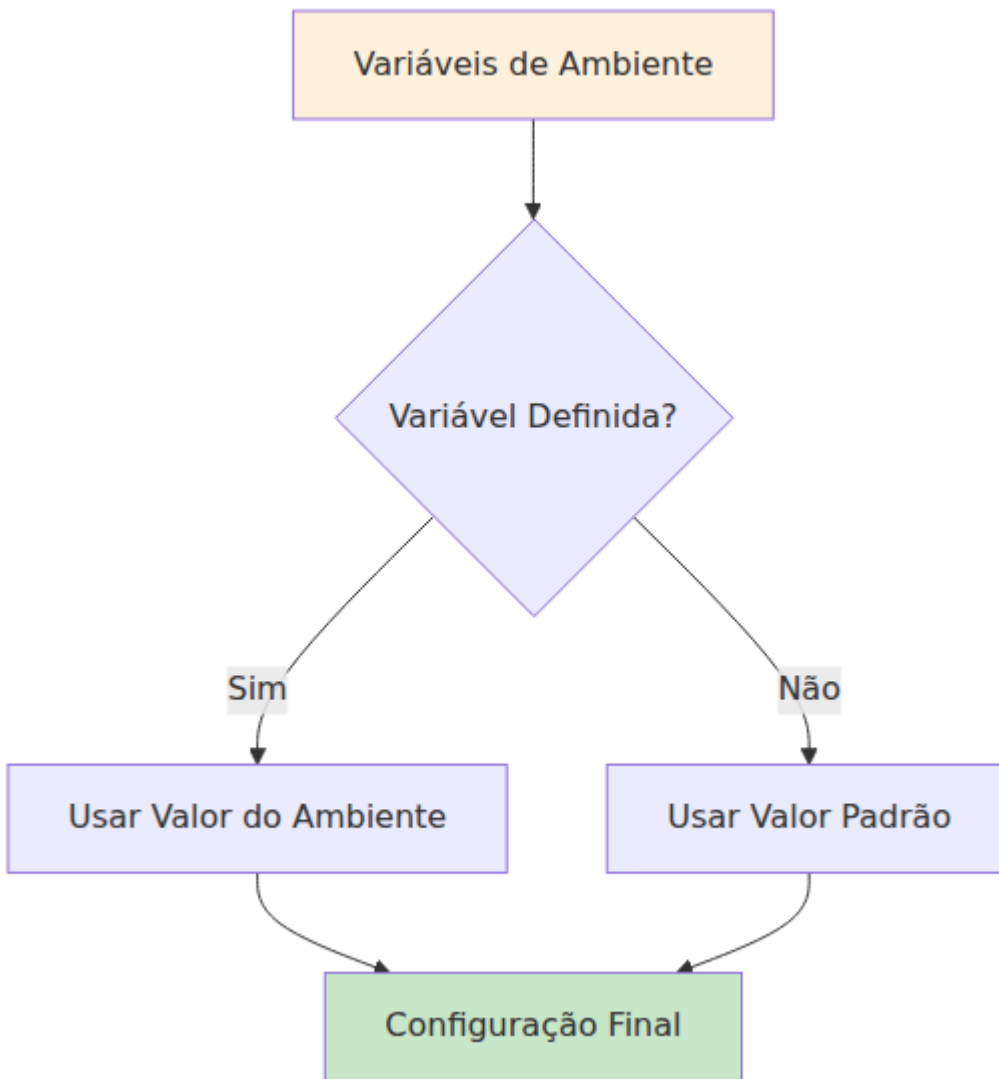 Variáveis de Ambiente
Variável Definida?
Sim
Não
Usar Valor do Ambiente
Usar Valor Padrão
Configuração Final